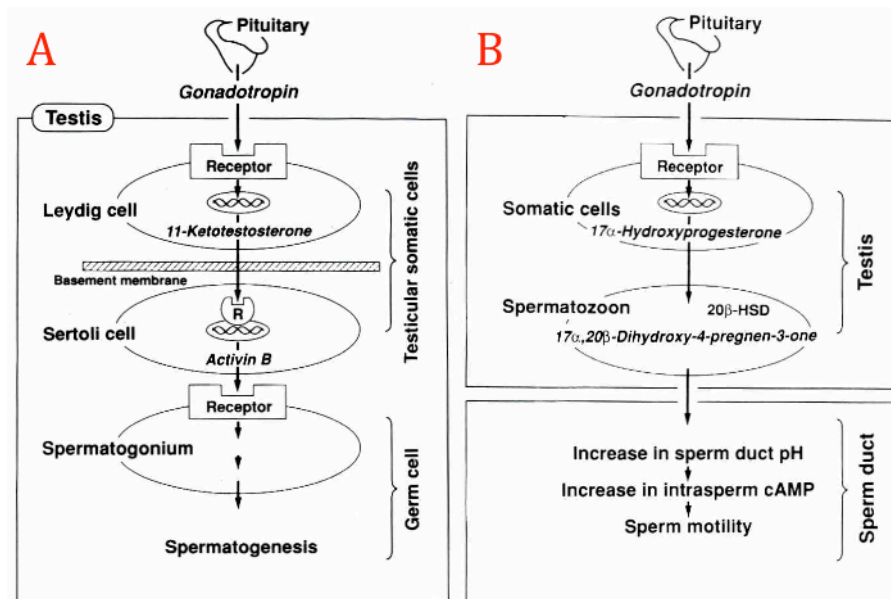 A
Pituitary
Gonadotropin
Testis
Receptor
Leydig cell
11-Ketotestosterone
Basement membrane
R
Sertoli cell
Activin B
Testicular somatic cells
Receptor
Spermatogonium
Germ cell
Spermatogenesis
B
Pituitary
Gonadotropin
Receptor
Somatic cells
17α-Hydroxyprogesterone
Spermatozoon
20β-HSD
17α,20β-Dihydroxy-4-pregnen-3-one
Testis
Increase in sperm duct pH
Increase in intrasperm cAMP
Sperm motility
Sperm duct